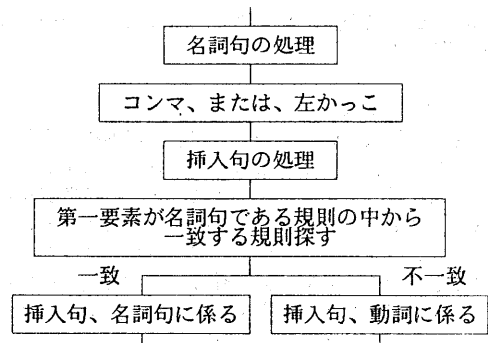 名詞句の処理
コンマ、または、左かっこ
挿入句の処理
第一要素が名詞句である規則の中から
一致する規則探す
一致
不一致
挿入句、名詞句に係る
挿入句、動詞に係る